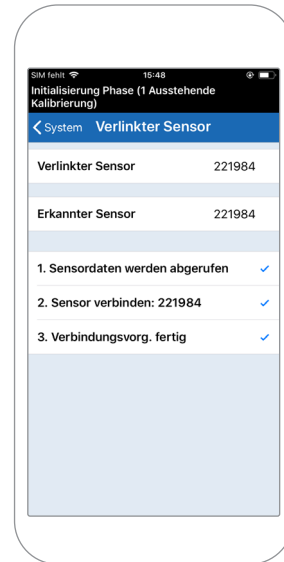 SIM fehlt 15:48
Initialisierung Phase (1 Ausstehende
Kalibrierung)
System Verlinkter Sensor
Verlinkter Sensor 221984
Erkannter Sensor 221984
1. Sensordaten werden abgerufen
2. Sensor verbinden: 221984
3. Verbindungsvorg. fertig